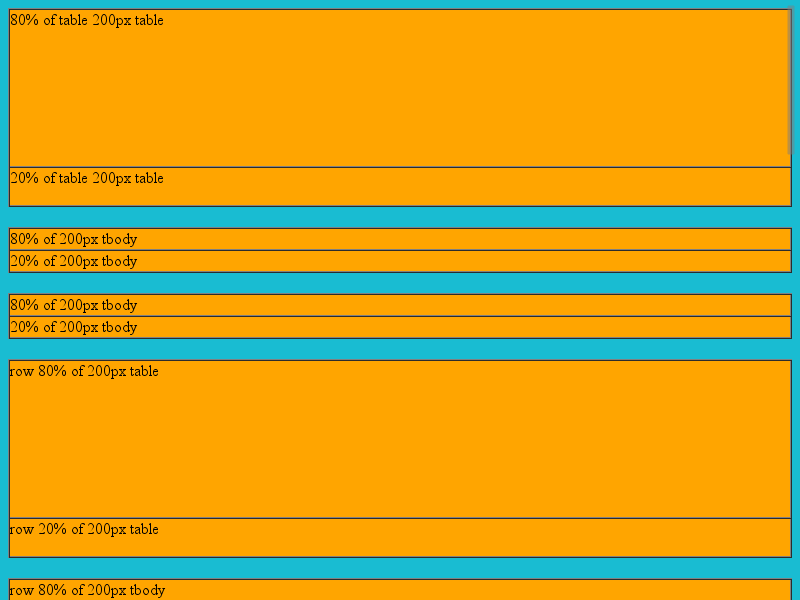 80% of table 200px table
20% of table 200px table
80% of 200px tbody
20% of 200px tbody
80% of 200px tbody
20% of 200px tbody
row 80% of 200px table
row 20% of 200px table
row 80% of 200px tbody